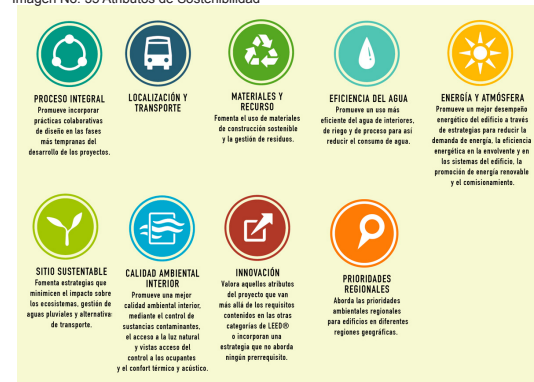 Imagen No. 35 Atributos de Sostenibilidad
PROCESO INTEGRAL
Promueve incorporar
prácticas colaborativas
de diseño en las fases
más tempranas del
desarrollo de los proyectos.
LOCALIZACIÓN Y
TRANSPORTE
MATERIALES Y
RECURSO
Fomenta el uso de materiales
de construcción sostenible
y la gestión de residuos.
EFICIENCIA DEL AGUA
Promueve un uso más
eficiente del agua de interiores,
de riego y de proceso para así
reducir el consumo de agua.
ENERGÍA Y ATMÓSFERA
Promueve un mejor desempeño
energético del edificio a través
de estrategias para reducir la
demanda de energía, la eficiencia
energética en la envolvente y en
los sistemas del edificio, la
promoción de energía renovable
y el comisionamiento.
SITIO SUSTENTABLE
Fomenta estrategias que
minimicen el impacto sobre
los ecosistemas, gestión de
aguas pluviales y alternativa
de transporte.
CALIDAD AMBIENTAL
INTERIOR
Promueve una mejor
calidad ambiental interior,
mediante el control de
sustancias contaminantes,
el acceso a la luz natural
y vistas acceso del
control a los ocupantes
y el confort térmico y acústico.
INNOVACIÓN
Valora aquellos atributos
del proyecto que van
más allá de los requisitos
contenidos en las otras
categorías de LEED®
o incorporan una
estrategia que no aborda
ningún prerrequisito.
PRIORIDADES
REGIONALES
Aborda las prioridades
ambientales regionales
para edificios en diferentes
regiones geográficas.